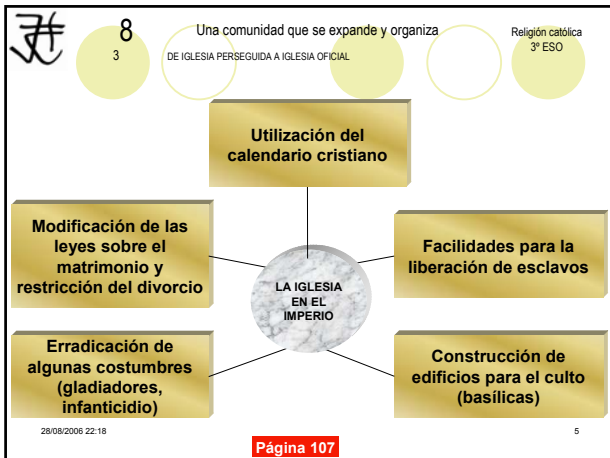 8
Una comunidad que se expande y organiza
Religión católica
3º ESO
3
DE IGLESIA PERSEGUIDA A IGLESIA OFICIAL
Utilización del
calendario cristiano
Modificación de las
leyes sobre el
matrimonio y
restricción del divorcio
Facilidades para la
liberación de esclavos
LA IGLESIA
EN EL
IMPERIO
Erradicación de
algunas costumbres
(gladiadores,
infanticidio)
Construcción de
edificios para el culto
(basílicas)
28/08/2006 22:18
5
Página 107